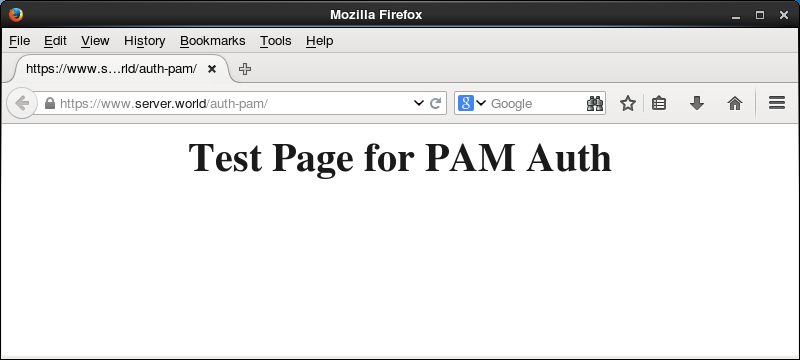 Mozilla Firefox
File Edit View History Bookmarks Tools Help
https://www.s...rld/auth-pam/
https://www.server.world/auth-pam/ 8 Google
Test Page for PAM Auth